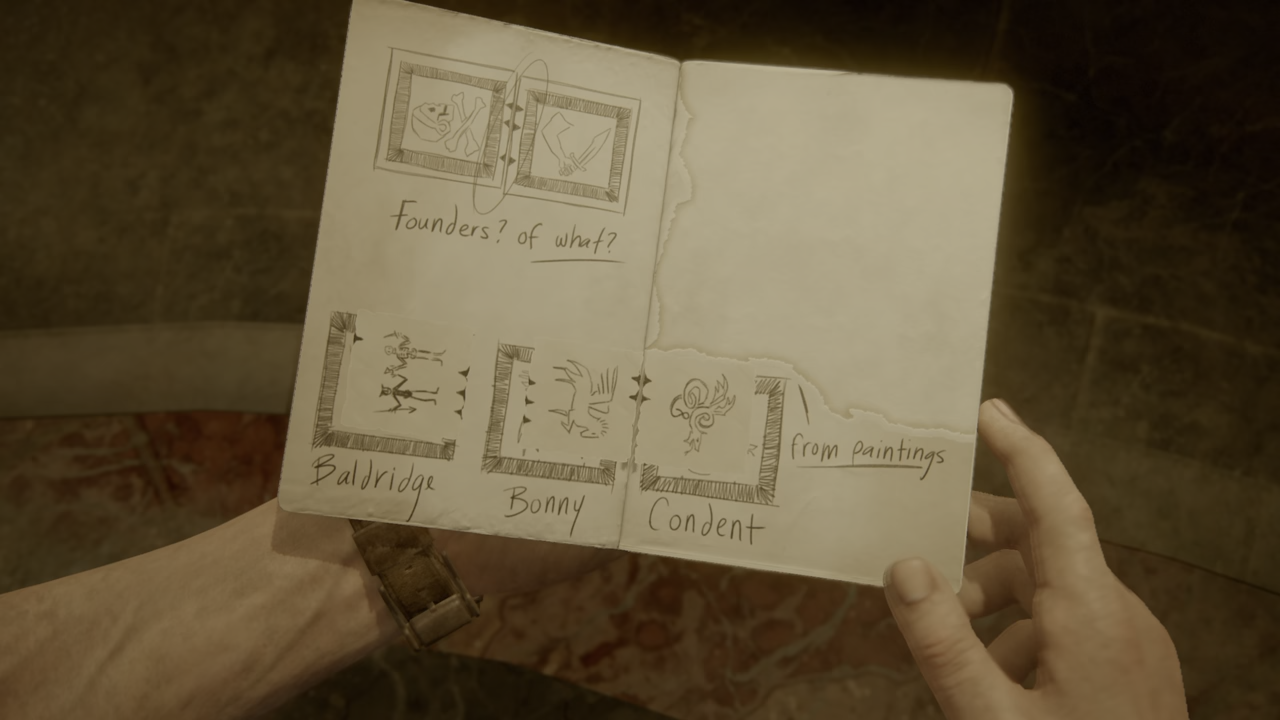 Founders? of what?
from paintings
Baldridge
Bonny
Condent